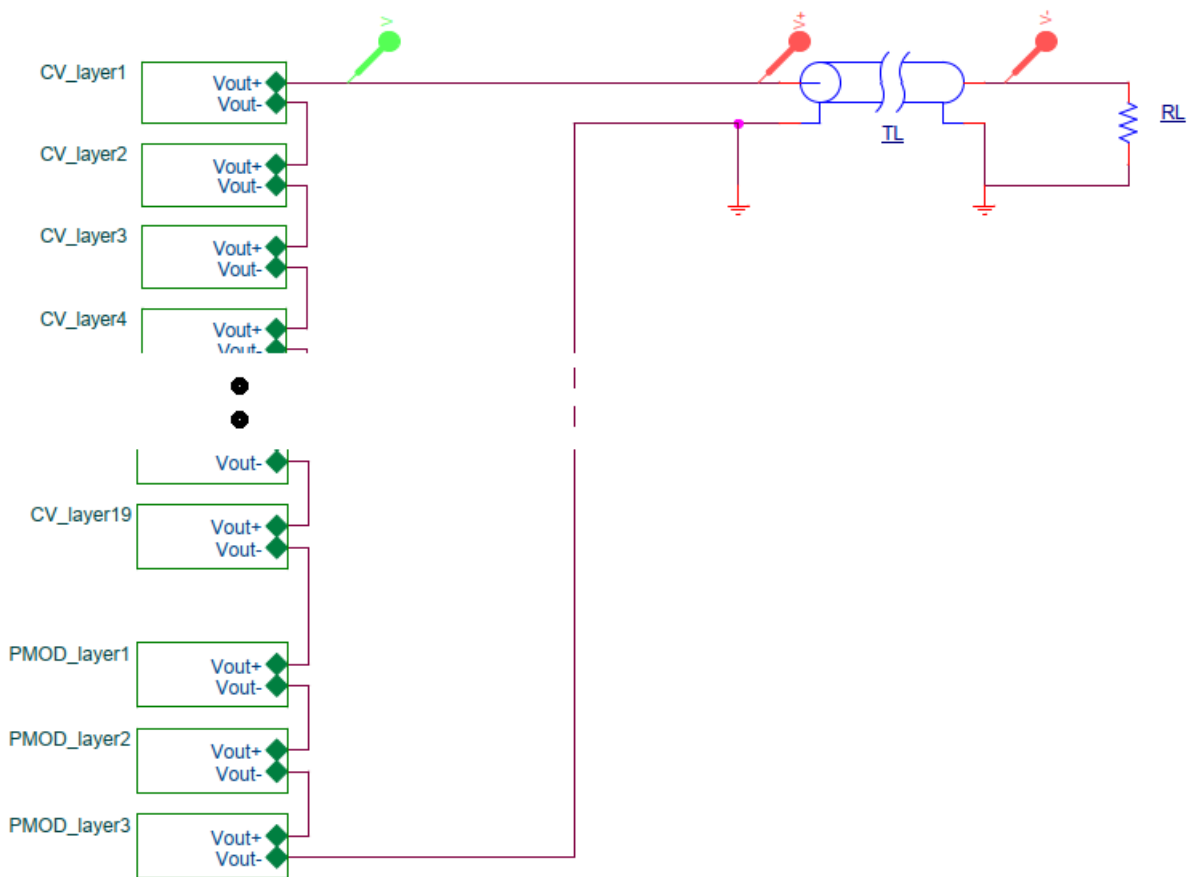 V
V+
V-
CV_layer1
Vout+
Vout-
TL
RL
CV_layer2
Vout+
Vout-
CV_layer3
Vout+
Vout-
CV_layer4
Vout+
Vout-
Vout-
CV_layer19
Vout+
Vout-
PMOD_layer1
Vout+
Vout-
PMOD_layer2
Vout+
Vout-
PMOD_layer3
Vout+
Vout-